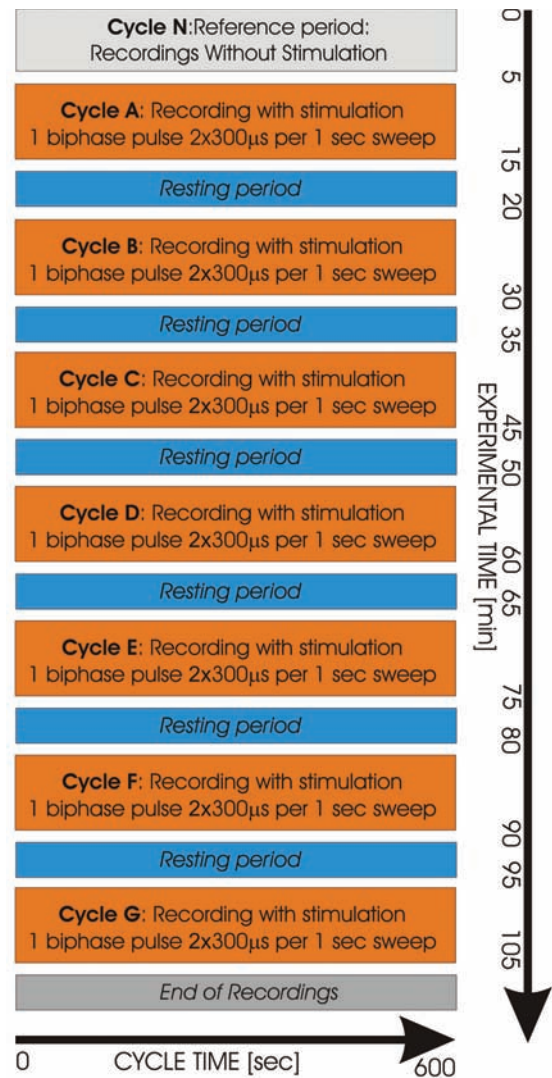 Cycle N:Reference period:
Recordings Without Stimulation
Cycle A: Recording with stimulation
1 biphase pulse 2x300µs per 1 sec sweep
Resting period
Cycle B: Recording with stimulation
1 biphase pulse 2x300µs per 1 sec sweep
Resting period
Cycle C: Recording with stimulation
1 biphase pulse 2x300µs per 1 sec sweep
Resting period
Cycle D: Recording with stimulation
1 biphase pulse 2x300µs per 1 sec sweep
Resting period
Cycle E: Recording with stimulation
1 biphase pulse 2x300µs per 1 sec sweep
Resting period
Cycle F: Recording with stimulation
1 biphase pulse 2x300µs per 1 sec sweep
Resting period
Cycle G: Recording with stimulation
1 biphase pulse 2x300µs per 1 sec sweep
End of Recordings
0 CYCLE TIME [sec] 600
0
5
15
20
30
35
45
50
60
65
75
80
90
95
105
EXPERIMENTAL TIME [min]